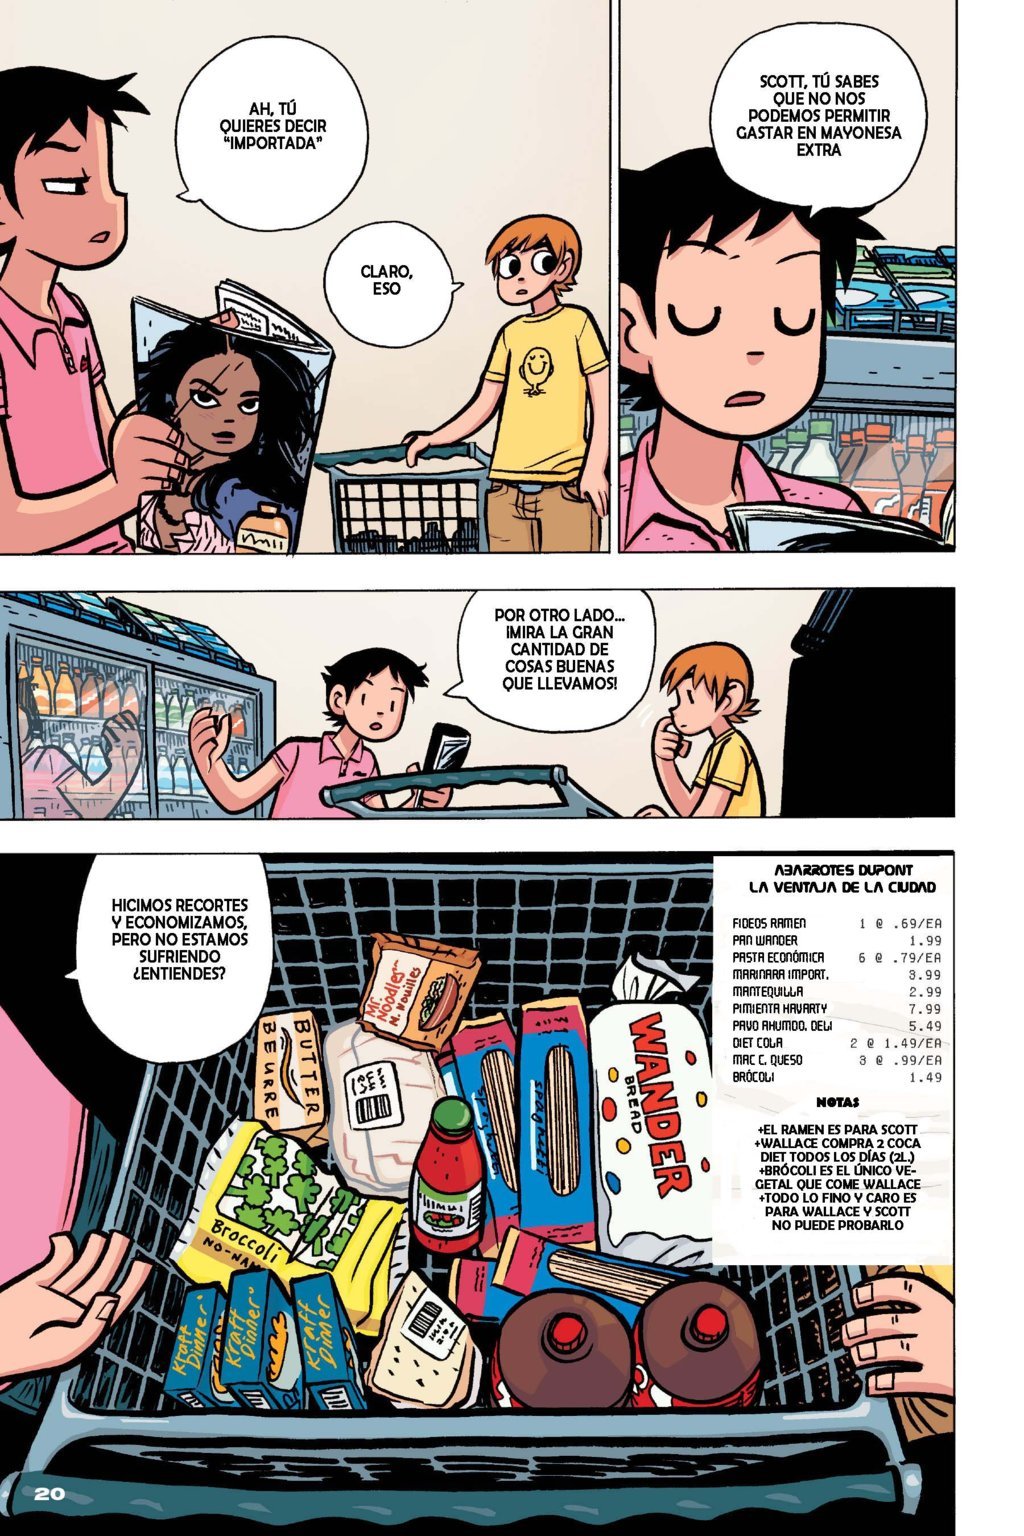 AH, TÚ
QUIERES DECIR
“IMPORTADA”
CLARO,
ESO
SCOTT, TÚ SABES
QUE NO NOS
PODEMOS PERMITIR
GASTAR EN MAYONESA
EXTRA
POR OTRO LADO...
¡MIRA LA GRAN
CANTIDAD DE
COSAS BUENAS
QUE LLEVAMOS!
HICIMOS RECORTES
Y ECONOMIZAMOS,
PERO NO ESTAMOS
SUFRIENDO
¿ENTIENDES?
ABARROTES DUPONT
LA VENTAJA DE LA CIUDAD
FIDEOS RAMEN 1 @ .69/EA
PAN WANDER 1.99
PASTA ECONÓMICA 6 @ .79/EA
MARINARA IMPORT. 3.99
MANTEQUILLA 2.99
PIMIENTA HAVARTY 7.99
PAVO AHUMDO, DELI 5.49
DIET COLA 2 @ 1.49/EA
MAC C. QUESO 3 @ .99/EA
BRÓCOLI 1.49
NOTAS
+EL RAMEN ES PARA SCOTT
+WALLACE COMPRA 2 COCA
DIET TODOS LOS DÍAS (2L.)
+BRÓCOLI ES EL ÚNICO VE-
GETAL QUE COME WALLACE
+TODO LO FINO Y CARO ES
PARA WALLACE Y SCOTT
NO PUEDE PROBARLO
Mr.
Noodles
N. Nouilles
BUTTER
BEURRE
spaghetti
WANDER
BREAD
Broccoli
NO-NAM
Kraft
Dinner
Kraft
Dinner
Kraft
Dinner
20